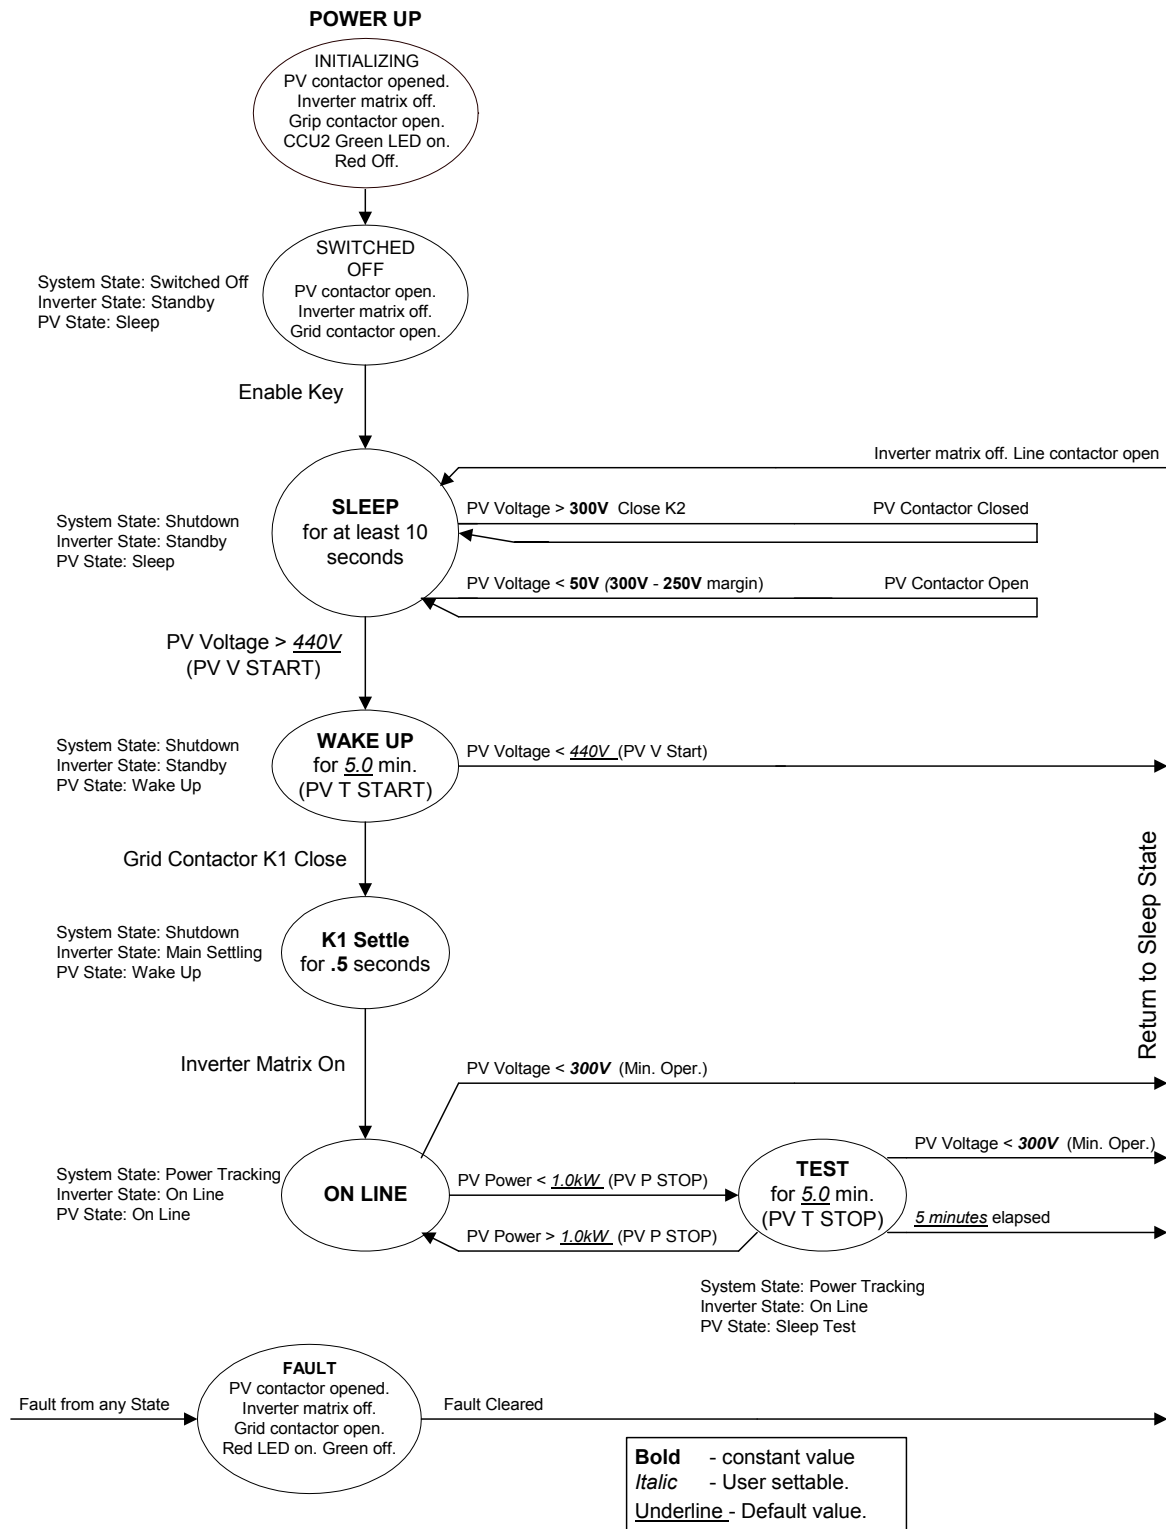 POWER UP
INITIALIZING
PV contactor opened.
Inverter matrix off.
Grip contactor open.
CCU2 Green LED on.
Red Off.
SWITCHED
OFF
PV contactor open.
Inverter matrix off.
Grid contactor open.
System State: Switched Off
Inverter State: Standby
PV State: Sleep
Enable Key
Inverter matrix off. Line contactor open
SLEEP
for at least 10
seconds
System State: Shutdown
Inverter State: Standby
PV State: Sleep
PV Voltage > 300V Close K2
PV Contactor Closed
PV Voltage < 50V (300V - 250V margin)
PV Contactor Open
PV Voltage > 440V
(PV V START)
System State: Shutdown
Inverter State: Standby
PV State: Wake Up
WAKE UP
for 5.0 min.
(PV T START)
PV Voltage < 440V (PV V Start)
Grid Contactor K1 Close
System State: Shutdown
Inverter State: Main Settling
PV State: Wake Up
K1 Settle
for .5 seconds
Return to Sleep State
Inverter Matrix On
PV Voltage < 300V (Min. Oper.)
System State: Power Tracking
Inverter State: On Line
PV State: On Line
ON LINE
PV Power < 1.0kW (PV P STOP)
PV Power > 1.0kW (PV P STOP)
TEST
for 5.0 min.
(PV T STOP)
PV Voltage < 300V (Min. Oper.)
5 minutes elapsed
System State: Power Tracking
Inverter State: On Line
PV State: Sleep Test
Fault from any State
FAULT
PV contactor opened.
Inverter matrix off.
Grid contactor open.
Red LED on. Green off.
Fault Cleared
Bold - constant value
Italic - User settable.
Underline - Default value.